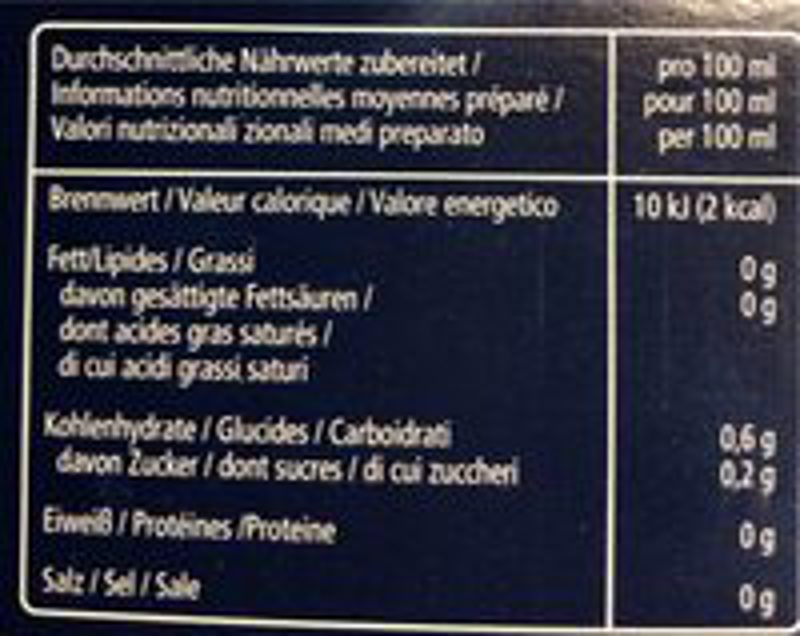 Durchschnittliche Nährwerte zubereitet / pro 100 ml
Informations nutritionnelles moyennes préparé / pour 100 ml
Valori nutrizionali zionali medi preparato per 100 ml
Brennwert / Valeur calorique / Valore energetico 10 kJ (2 kcal)
Fett/Lipides / Grassi 0 g
davon gesättigte Fettsäuren / 0 g
dont acides gras saturés /
di cui acidi grassi saturi
Kohlenhydrate / Glucides / Carboidrati 0,6 g
davon Zucker / dont sucres / di cui zuccheri 0,2 g
Eiweiß / Protéines /Proteine 0 g
Salz / Sel / Sale 0 g